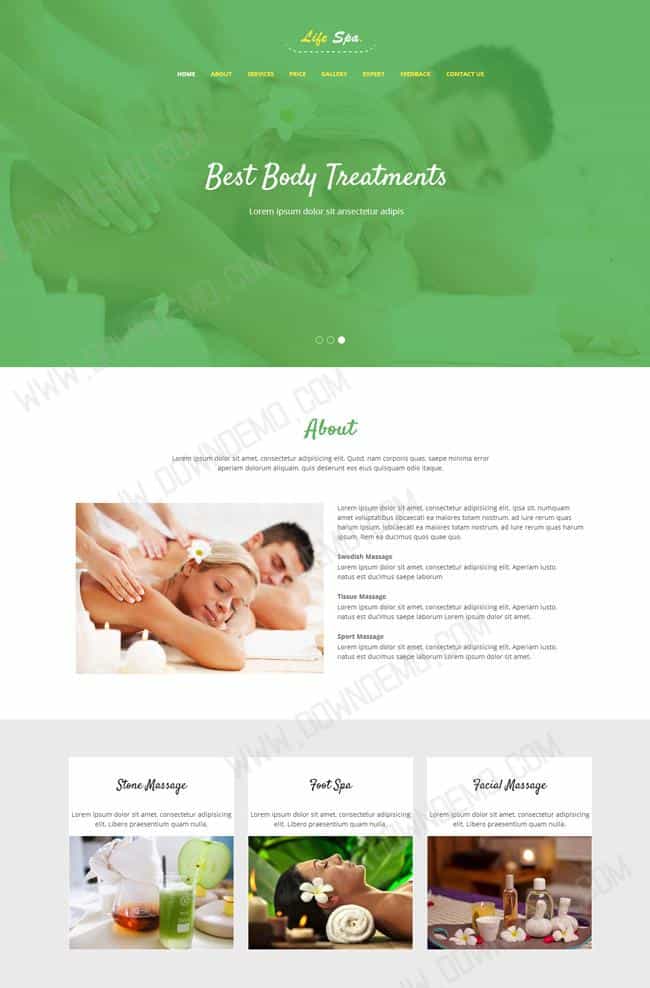 Life Spa.
HOME ABOUT SERVICES PRICE GALLERY EXPERT FEEDBACK CONTACT US
Best Body Treatments
Lorem ipsum dolor sit ansectetur adipis
About
Lorem ipsum dolor sit amet, consectetur adipisicing elit. Quod, nam corporis quas, saepe minima error
aperiam dolorum aliquam, quis deserunt eos eius quisquam odio itaque.
Lorem ipsum dolor sit amet, consectetur adipisicing elit. Ipsa sit, numquam
amet voluptatibus obcaecati ea maiores totam nostrum, ad iure rerum quas
harum ipsum, laboriosam ea maiores totam nostrum, ad iure rerum quas harum
ipsum. Rem ea ducimus quos quae quo.
Swedish Massage
Lorem ipsum dolor sit amet, consectetur adipisicing elit. Aperiam iusto,
natus est ducimus saepe laborum
Tissue Massage
Lorem ipsum dolor sit amet, consectetur adipisicing elit. Aperiam iusto,
natus est ducimus saepe laborum Lorem ipsum dolor sit amet.
Sport Massage
Lorem ipsum dolor sit amet, consectetur adipisicing elit. Aperiam iusto,
natus est ducimus saepe laborum Lorem ipsum dolor sit amet.
Stone Massage
Lorem ipsum dolor sit amet, consectetur adipisicing
elit. Libero praesentium quam nulla.
Foot Spa
Lorem ipsum dolor sit amet, consectetur adipisicing
elit. Libero praesentium quam nulla.
Facial Massage
Lorem ipsum dolor sit amet, consectetur adipisicing
elit. Libero praesentium quam nulla.
WWW.DOWNDEMO.COM